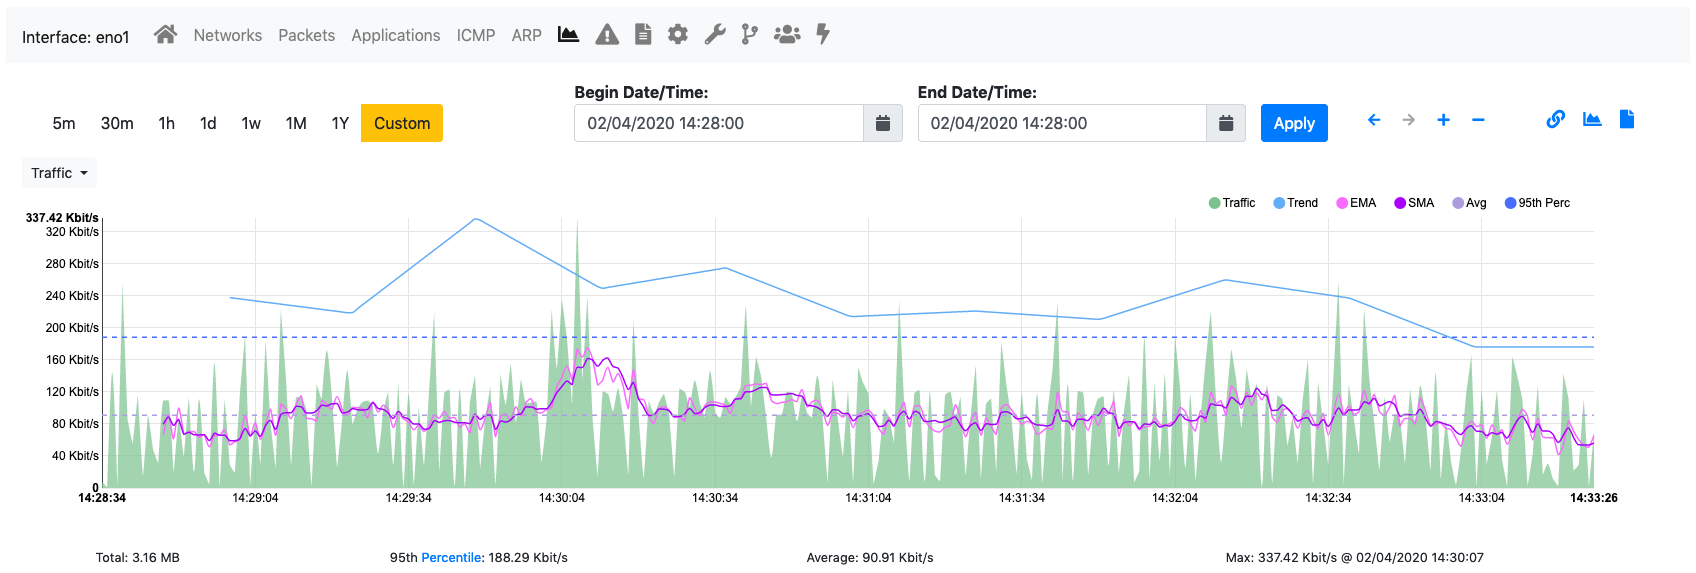 Interface: eno1 Networks Packets Applications ICMP ARP
Begin Date/Time: End Date/Time:
5m 30m 1h 1d 1w 1M 1Y Custom 02/04/2020 14:28:00 02/04/2020 14:28:00 Apply
Traffic
Traffic Trend EMA SMA Avg 95th Perc
337.42 Kbit/s
320 Kbit/s
280 Kbit/s
240 Kbit/s
200 Kbit/s
160 Kbit/s
120 Kbit/s
80 Kbit/s
40 Kbit/s
0
14:28:34 14:29:04 14:29:34 14:30:04 14:30:34 14:31:04 14:31:34 14:32:04 14:32:34 14:33:04 14:33:26
Total: 3.16 MB 95th Percentile: 188.29 Kbit/s Average: 90.91 Kbit/s Max: 337.42 Kbit/s @ 02/04/2020 14:30:07